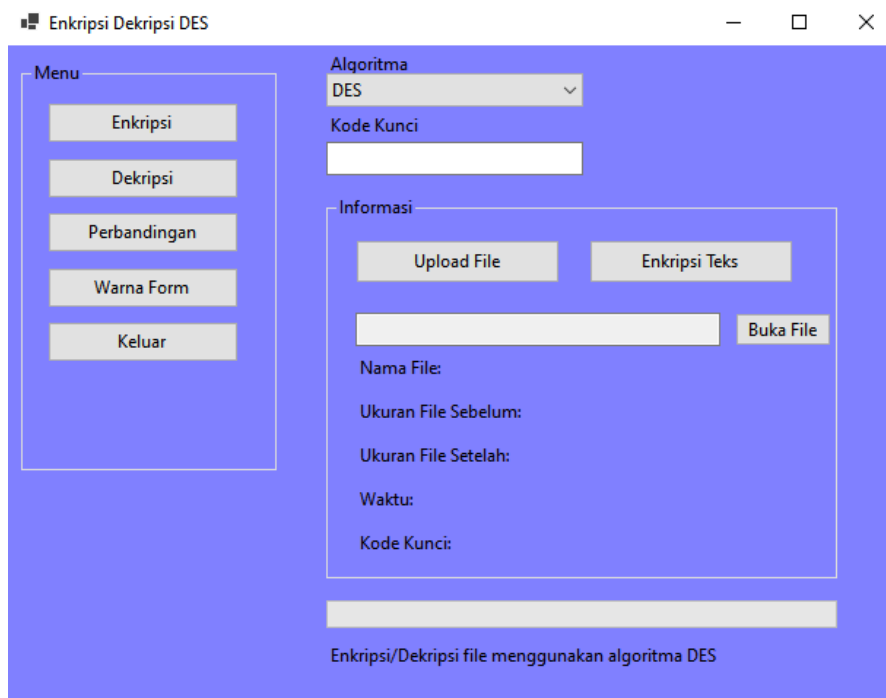 Enkripsi Dekripsi DES
Menu
Enkripsi
Dekripsi
Perbandingan
Warna Form
Keluar
Algoritma
DES
Kode Kunci
Informasi
Upload File
Enkripsi Teks
Buka File
Nama File:
Ukuran File Sebelum:
Ukuran File Setelah:
Waktu:
Kode Kunci:
Enkripsi/Dekripsi file menggunakan algoritma DES